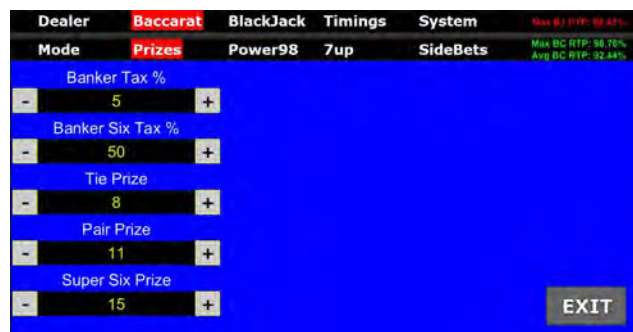 Dealer Baccarat BlackJack Timings System
Mode Prizes Power98 7up SideBets Max BC RTP: 98.70%
Avg BC RTP: 92.44%
Banker Tax %
- 5 +
Banker Six Tax %
- 50 +
Tie Prize
- 8 +
Pair Prize
- 11 +
Super Six Prize
- 15 +
EXIT